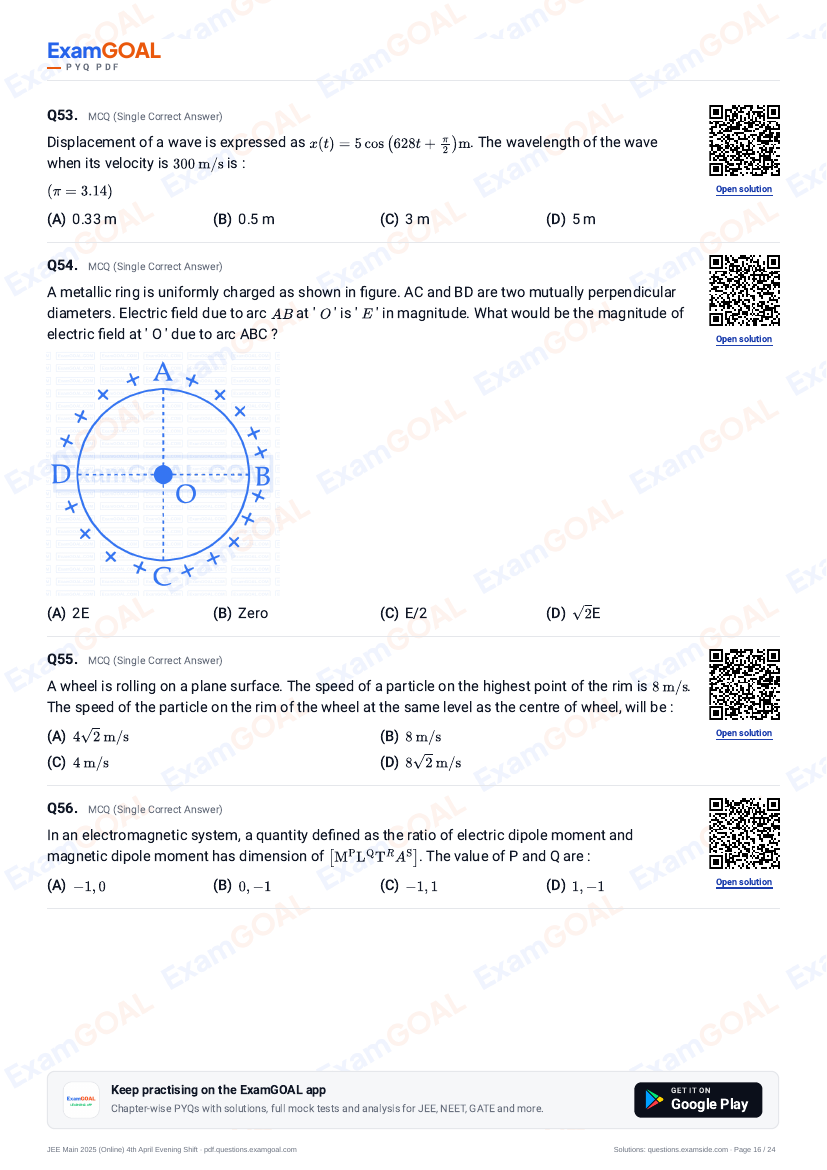 ExamGOAL
PYQ PDF
Q53. MCQ (Single Correct Answer)
Displacement of a wave is expressed as x(t) = 5 cos (628t + π/2)m. The wavelength of the wave
when its velocity is 300 m/s is :
(π = 3.14)
(A) 0.33 m (B) 0.5 m (C) 3 m (D) 5 m
Open solution
Q54. MCQ (Single Correct Answer)
A metallic ring is uniformly charged as shown in figure. AC and BD are two mutually perpendicular
diameters. Electric field due to arc AB at ' O ' is ' E ' in magnitude. What would be the magnitude of
electric field at ' O ' due to arc ABC ?
Open solution
A
D
B
O
C
(A) 2E (B) Zero (C) E/2 (D) √2E
Q55. MCQ (Single Correct Answer)
A wheel is rolling on a plane surface. The speed of a particle on the highest point of the rim is 8 m/s.
The speed of the particle on the rim of the wheel at the same level as the centre of wheel, will be :
(A) 4√2 m/s (B) 8 m/s
(C) 4 m/s (D) 8√2 m/s
Open solution
Q56. MCQ (Single Correct Answer)
In an electromagnetic system, a quantity defined as the ratio of electric dipole moment and
magnetic dipole moment has dimension of [M^P L^Q T^R A^S]. The value of P and Q are :
(A) −1, 0 (B) 0, −1 (C) −1, 1 (D) 1, −1
Open solution
ExamGOAL
Keep practising on the ExamGOAL app
Chapter-wise PYQs with solutions, full mock tests and analysis for JEE, NEET, GATE and more.
GET IT ON
Google Play
JEE Main 2025 (Online) 4th April Evening Shift · pdf.questions.examgoal.com
Solutions: questions.examside.com · Page 16 / 24